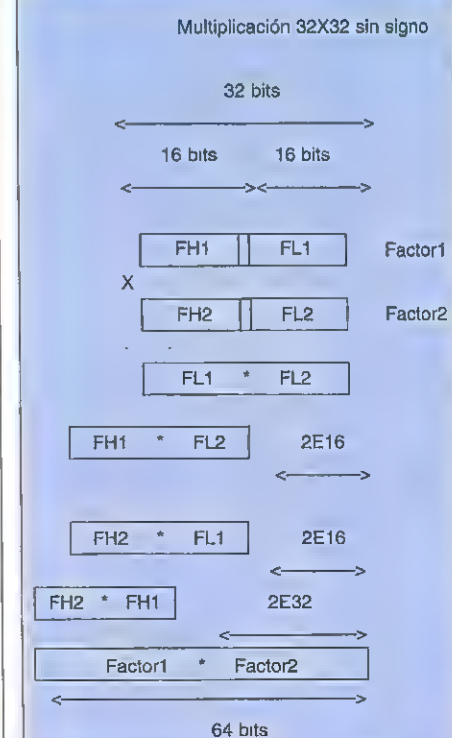 Multiplicación 32X32 sin signo
32 bits
16 bits 16 bits
FH1 FL1 Factor1
X
FH2 FL2 Factor2
FL1 * FL2
FH1 * FL2 2E16
FH2 * FL1 2E16
FH2 * FH1 2E32
Factor1 * Factor2
64 bits